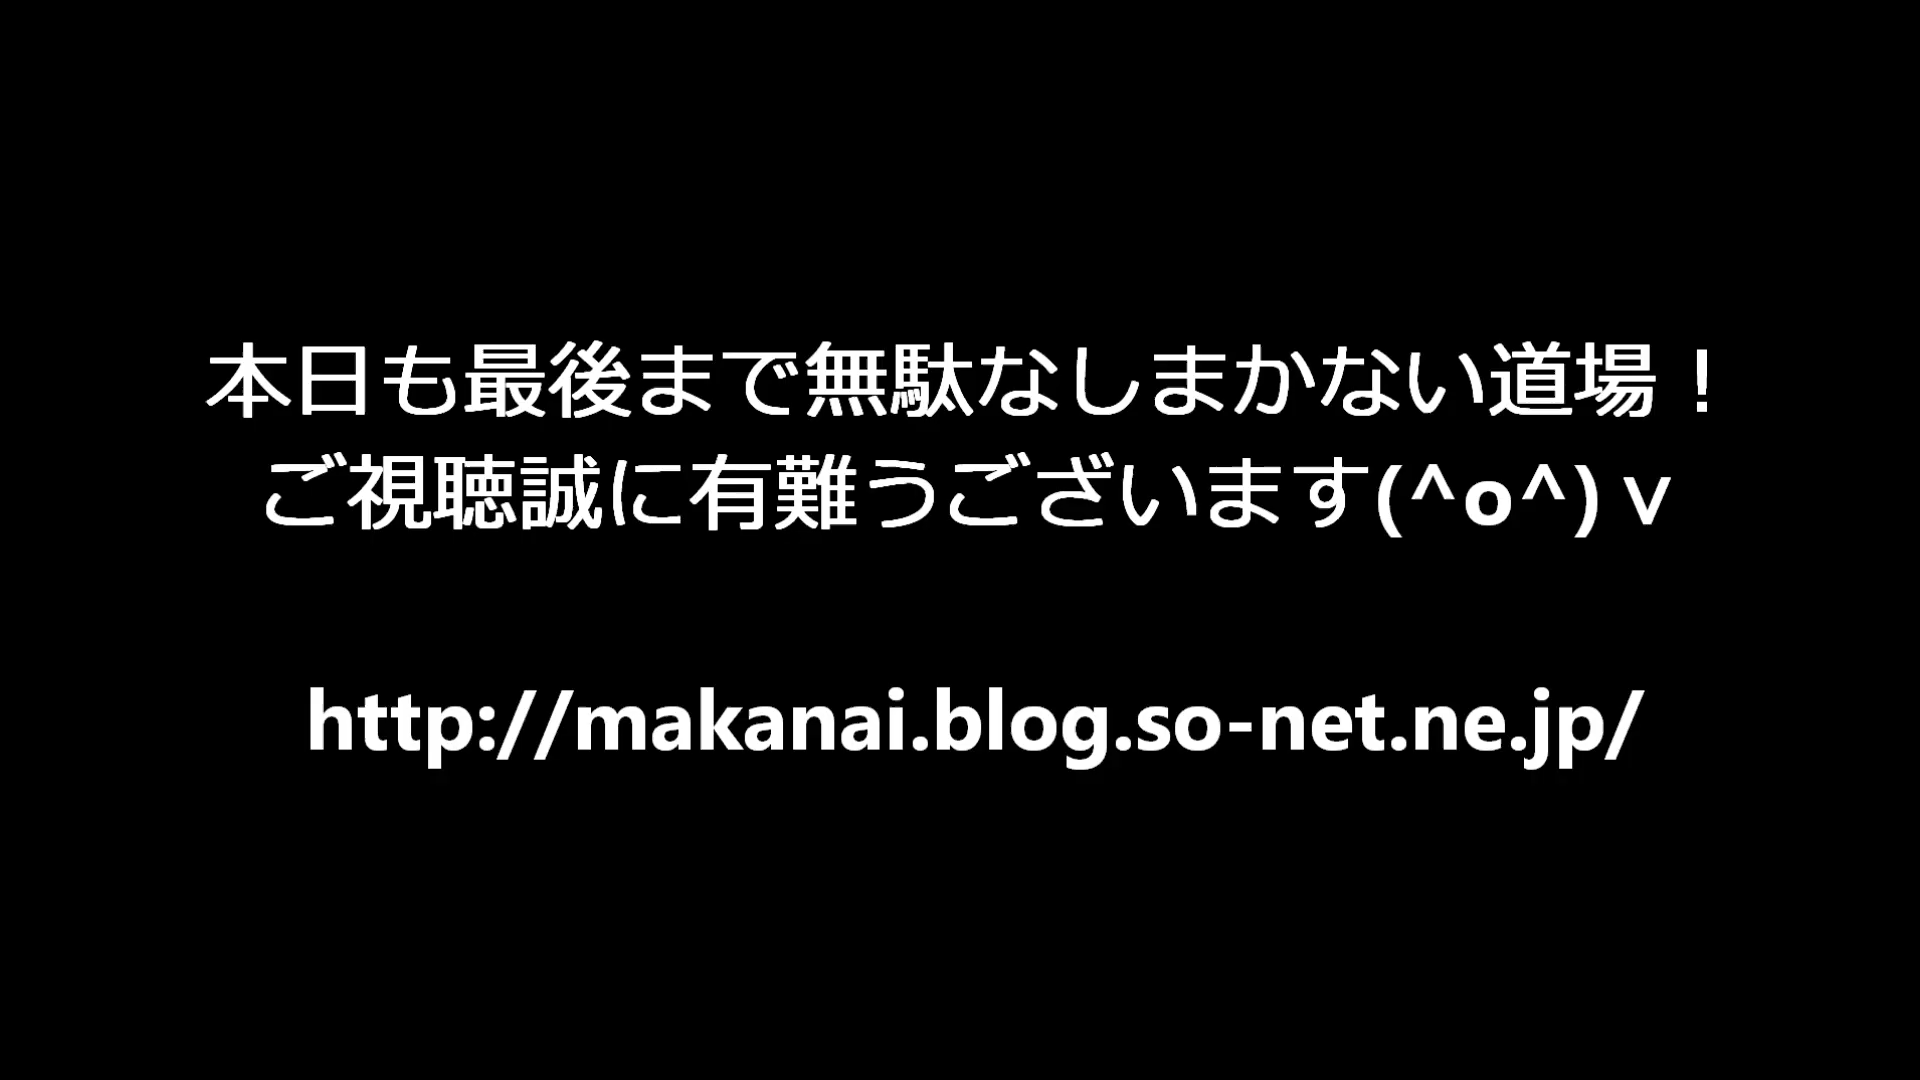 本日も最後まで無駄なしまかない道場！
ご視聴誠に有難うございます(^o^)ｖ
http://makanai.blog.so-net.ne.jp/